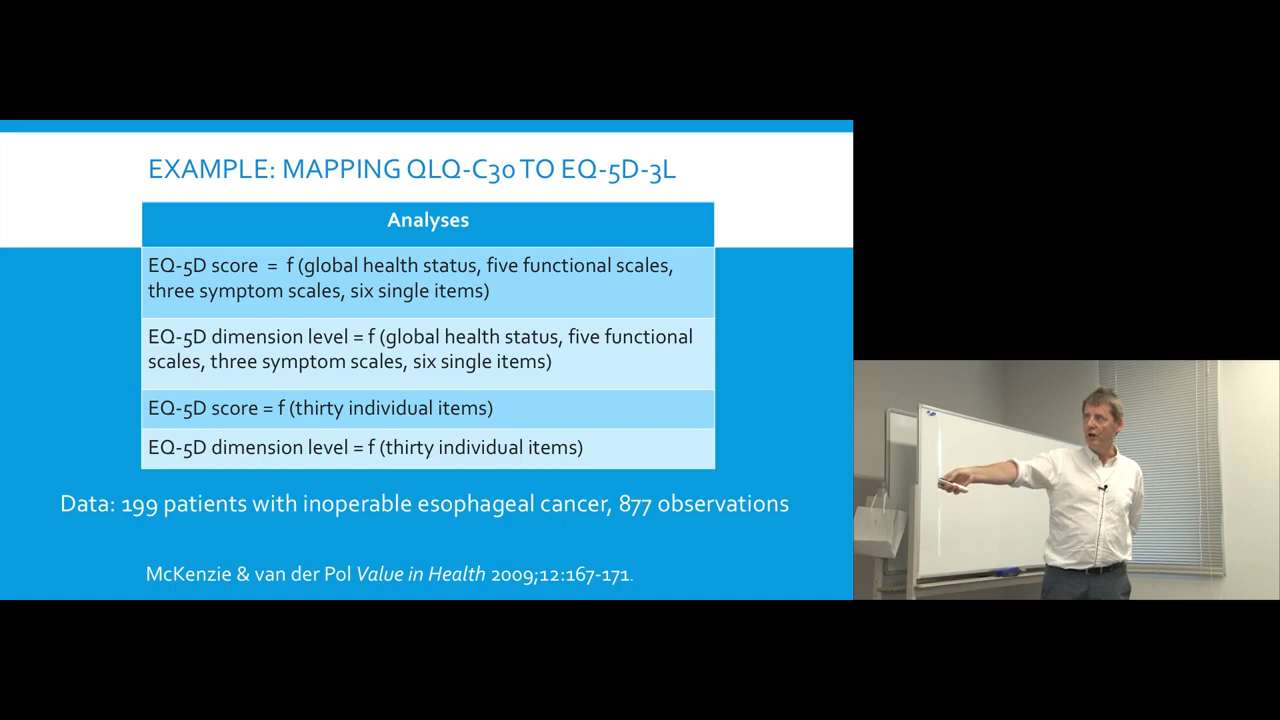 EXAMPLE: MAPPING QLQ-C30 TO EQ-5D-3L
Analyses
EQ-5D score = f (global health status, five functional scales,
three symptom scales, six single items)
EQ-5D dimension level = f (global health status, five functional
scales, three symptom scales, six single items)
EQ-5D score = f (thirty individual items)
EQ-5D dimension level = f (thirty individual items)
Data: 199 patients with inoperable esophageal cancer, 877 observations
McKenzie & van der Pol Value in Health 2009;12:167-171.